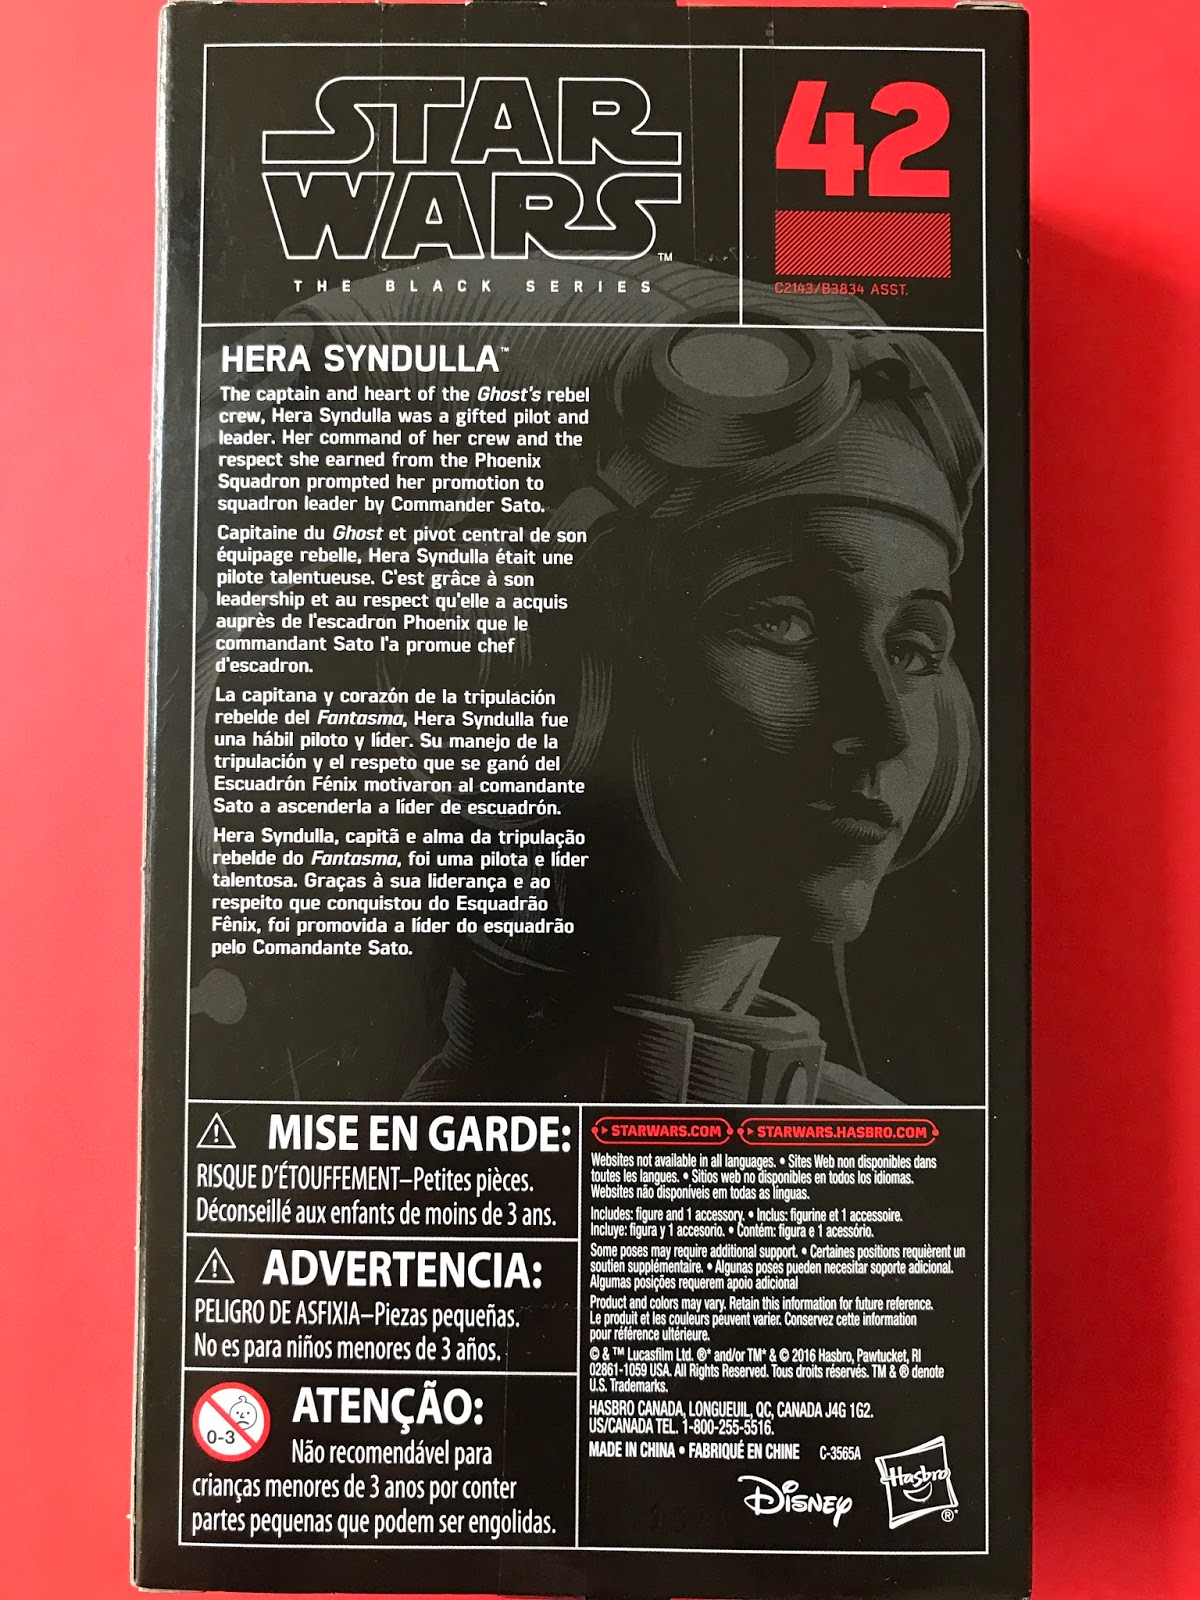 STAR
WARS™
THE BLACK SERIES
42
C2143/B3834 ASST.
HERA SYNDULLA™
The captain and heart of the Ghost's rebel
crew, Hera Syndulla was a gifted pilot and
leader. Her command of her crew and the
respect she earned from the Phoenix
Squadron prompted her promotion to
squadron leader by Commander Sato.
Capitaine du Ghost et pivot central de son
équipage rebelle, Hera Syndulla était une
pilote talentueuse. C'est grâce à son
leadership et au respect qu'elle a acquis
auprès de l'escadron Phoenix que le
commandant Sato l'a promue chef
d'escadron.
La capitana y corazón de la tripulación
rebelde del Fantasma, Hera Syndulla fue
una hábil piloto y líder. Su manejo de la
tripulación y el respeto que se ganó del
Escuadrón Fénix motivaron al comandante
Sato a ascenderla a líder de escuadrón.
Hera Syndulla, capitã e alma da tripulação
rebelde do Fantasma, foi uma pilota e líder
talentosa. Graças à sua liderança e ao
respeito que conquistou do Esquadrão
Fênix, foi promovida a líder do esquadrão
pelo Comandante Sato.
MISE EN GARDE:
RISQUE D'ÉTOUFFEMENT–Petites pièces.
Déconseillé aux enfants de moins de 3 ans.
ADVERTENCIA:
PELIGRO DE ASFIXIA–Piezas pequeñas.
No es para niños menores de 3 años.
0-3
ATENÇÃO:
Não recomendável para
crianças menores de 3 anos por conter
partes pequenas que podem ser engolidas.
STARWARS.COM STARWARS.HASBRO.COM
Websites not available in all languages. • Sites Web non disponibles dans
toutes les langues. • Sitios web no disponibles en todos los idiomas.
Websites não disponíveis em todas as línguas.
Includes: figure and 1 accessory. • Inclus: figurine et 1 accessoire.
Incluye: figura y 1 accesorio. • Contém: figura e 1 acessório.
Some poses may require additional support. • Certaines positions requièrent un
soutien supplémentaire. • Algunas poses pueden necesitar soporte adicional.
Algumas posições requerem apoio adicional
Product and colors may vary. Retain this information for future reference.
Le produit et les couleurs peuvent varier. Conservez cette information
pour référence ultérieure.
© & ™ Lucasfilm Ltd. ®* and/or TM* & © 2016 Hasbro, Pawtucket, RI
02861-1059 USA. All Rights Reserved. Tous droits réservés. TM & ® denote
U.S. Trademarks.
HASBRO CANADA, LONGUEUIL, QC, CANADA J4G 1G2.
US/CANADA TEL. 1-800-255-5516.
MADE IN CHINA • FABRIQUÉ EN CHINE C-3565A
Disney
Hasbro
®*